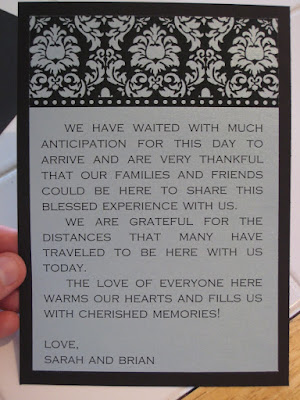 WE HAVE WAITED WITH MUCH
ANTICIPATION FOR THIS DAY TO
ARRIVE AND ARE VERY THANKFUL
THAT OUR FAMILIES AND FRIENDS
COULD BE HERE TO SHARE THIS
BLESSED EXPERIENCE WITH US.
WE ARE GRATEFUL FOR THE
DISTANCES THAT MANY HAVE
TRAVELED TO BE HERE WITH US
TODAY.
THE LOVE OF EVERYONE HERE
WARMS OUR HEARTS AND FILLS US
WITH CHERISHED MEMORIES!
LOVE,
SARAH AND BRIAN